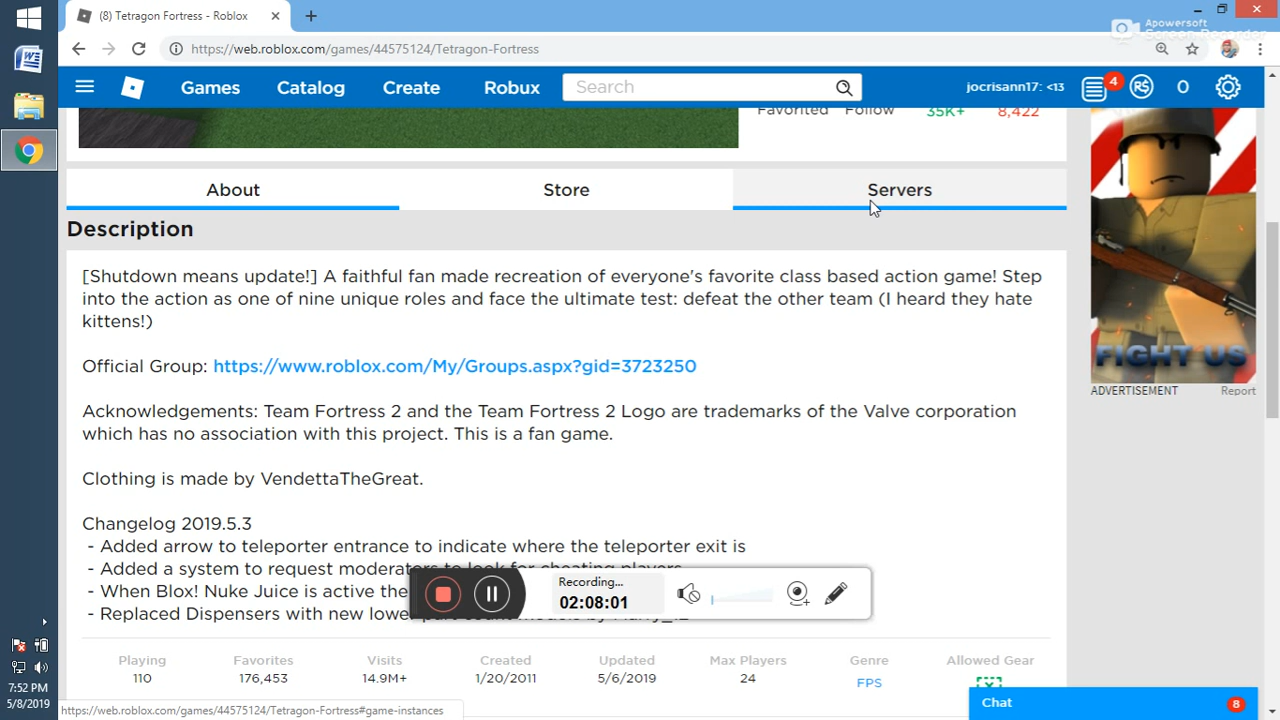 (8) Tetragon Fortress - Roblox
Apowersoft
Screen Recorder
https://web.roblox.com/games/44575124/Tetragon-Fortress
Games
Catalog
Create
Robux
Search
jocrisann17: <13
4
0
Favorited
Follow
35K+
8,422
About
Store
Servers
Description
[Shutdown means update!] A faithful fan made recreation of everyone's favorite class based action game! Step
into the action as one of nine unique roles and face the ultimate test: defeat the other team (I heard they hate
kittens!)
Official Group: https://www.roblox.com/My/Groups.aspx?gid=3723250
Acknowledgements: Team Fortress 2 and the Team Fortress 2 Logo are trademarks of the Valve corporation
which has no association with this project. This is a fan game.
Clothing is made by VendettaTheGreat.
Changelog 2019.5.3
- Added arrow to teleporter entrance to indicate where the teleporter exit is
- Added a system to request moderators to look for cheating players
- When Blox! Nuke Juice is active the
- Replaced Dispensers with new lower
FIGHT US
ADVERTISEMENT
Report
Recording...
02:08:01
Playing
110
Favorites
176,453
Visits
14.9M+
Created
1/20/2011
Updated
5/6/2019
Max Players
24
Genre
FPS
Allowed Gear
Chat
8
https://web.roblox.com/games/44575124/Tetragon-Fortress#game-instances
7:52 PM
5/8/2019